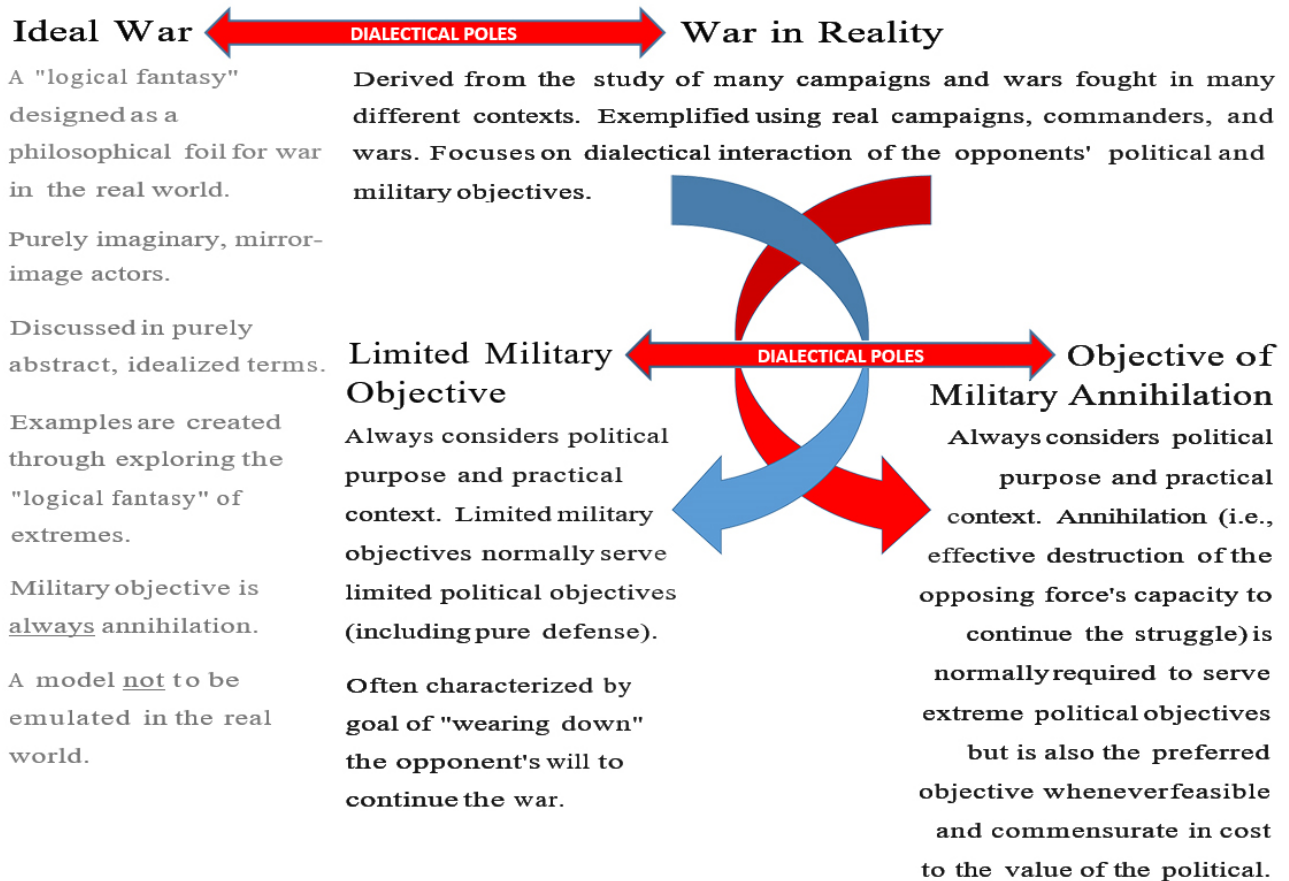 Ideal War
DIALECTICAL POLES
War in Reality
A "logical fantasy"
designed as a
philosophical foil for war
in the real world.
Purely imaginary, mirror-
image actors.
Discussed in purely
abstract, idealized terms.
Examples are created
through exploring the
"logical fantasy" of
extremes.
Military objective is
always annihilation.
A model not to be
emulated in the real
world.
Derived from the study of many campaigns and wars fought in many
different contexts. Exemplified using real campaigns, commanders, and
wars. Focuses on dialectical interaction of the opponents' political and
military objectives.
Limited Military
Objective
DIALECTICAL POLES
Objective of
Military Annihilation
Always considers political
purpose and practical
context. Limited military
objectives normally serve
limited political objectives
(including pure defense).
Often characterized by
goal of "wearing down"
the opponent's will to
continue the war.
Always considers political
purpose and practical
context. Annihilation (i.e.,
effective destruction of the
opposing force's capacity to
continue the struggle) is
normally required to serve
extreme political objectives
but is also the preferred
objective whenever feasible
and commensurate in cost
to the value of the political.